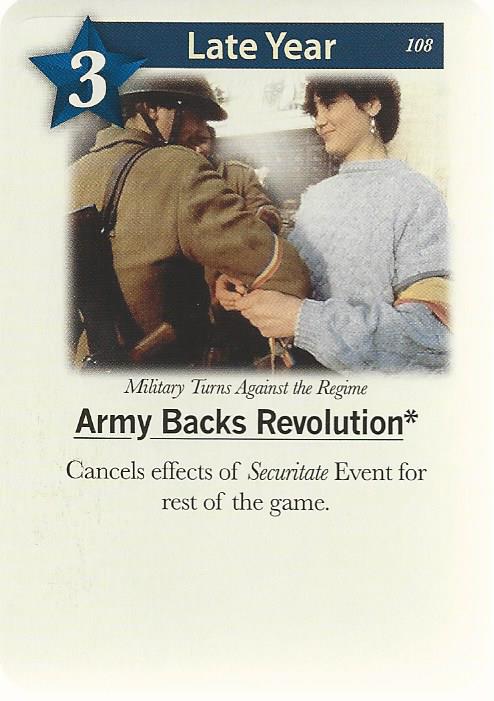 3
Late Year
108
Military Turns Against the Regime
Army Backs Revolution*
Cancels effects of Securitate Event for
rest of the game.